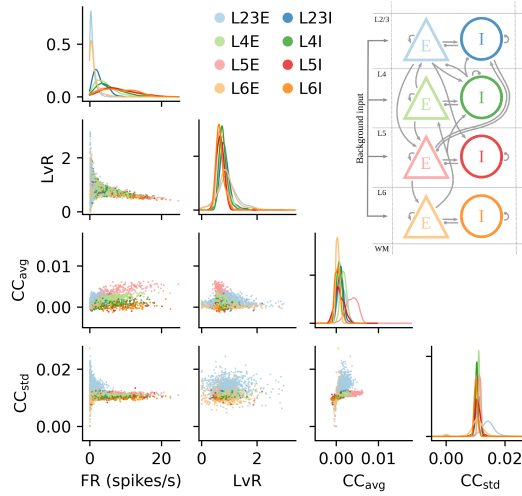 L23E L23I
L4E L4I
L5E L5I
L6E L6I
0.5
0.0
L2/3
L4
L5
L6
WM
Background input
E I
E I
E I
E I
LvR
2
0
CC_avg
0.01
0.00
CC_std
0.02
0.01
0.00
0 20
FR (spikes/s)
0 2
LvR
0.00 0.01
CC_avg
0.00 0.02
CC_std